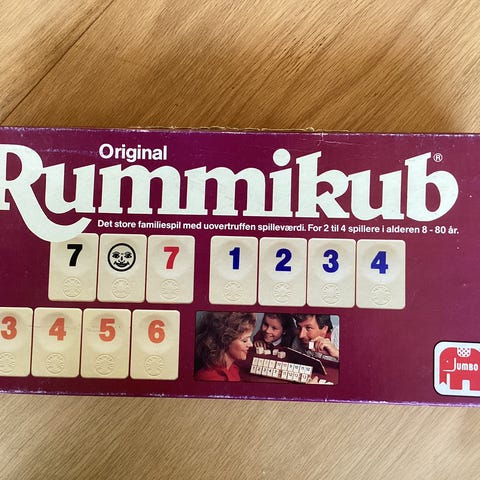 Original
Rummikub®
Det store familiespil med uovertruffen spilleværdi. For 2 til 4 spillere i alderen 8 - 80 år.
7 7 1 2 3 4
3 4 5 6
JUMBO